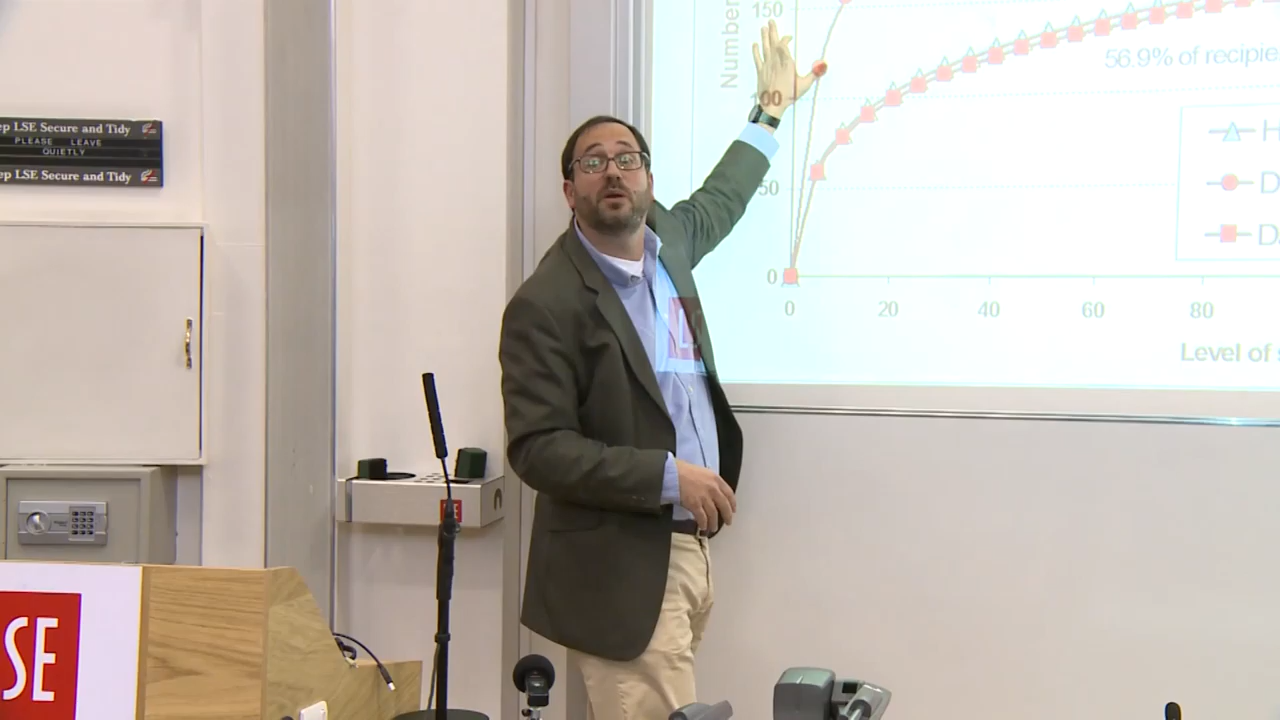 ep LSE Secure and Tidy
PLEASE LEAVE
QUIETLY
ep LSE Secure and Tidy
SE
Number
150
100
50
0
0 20 40 60 80
Level of
56.9% of recipie
H
D
D